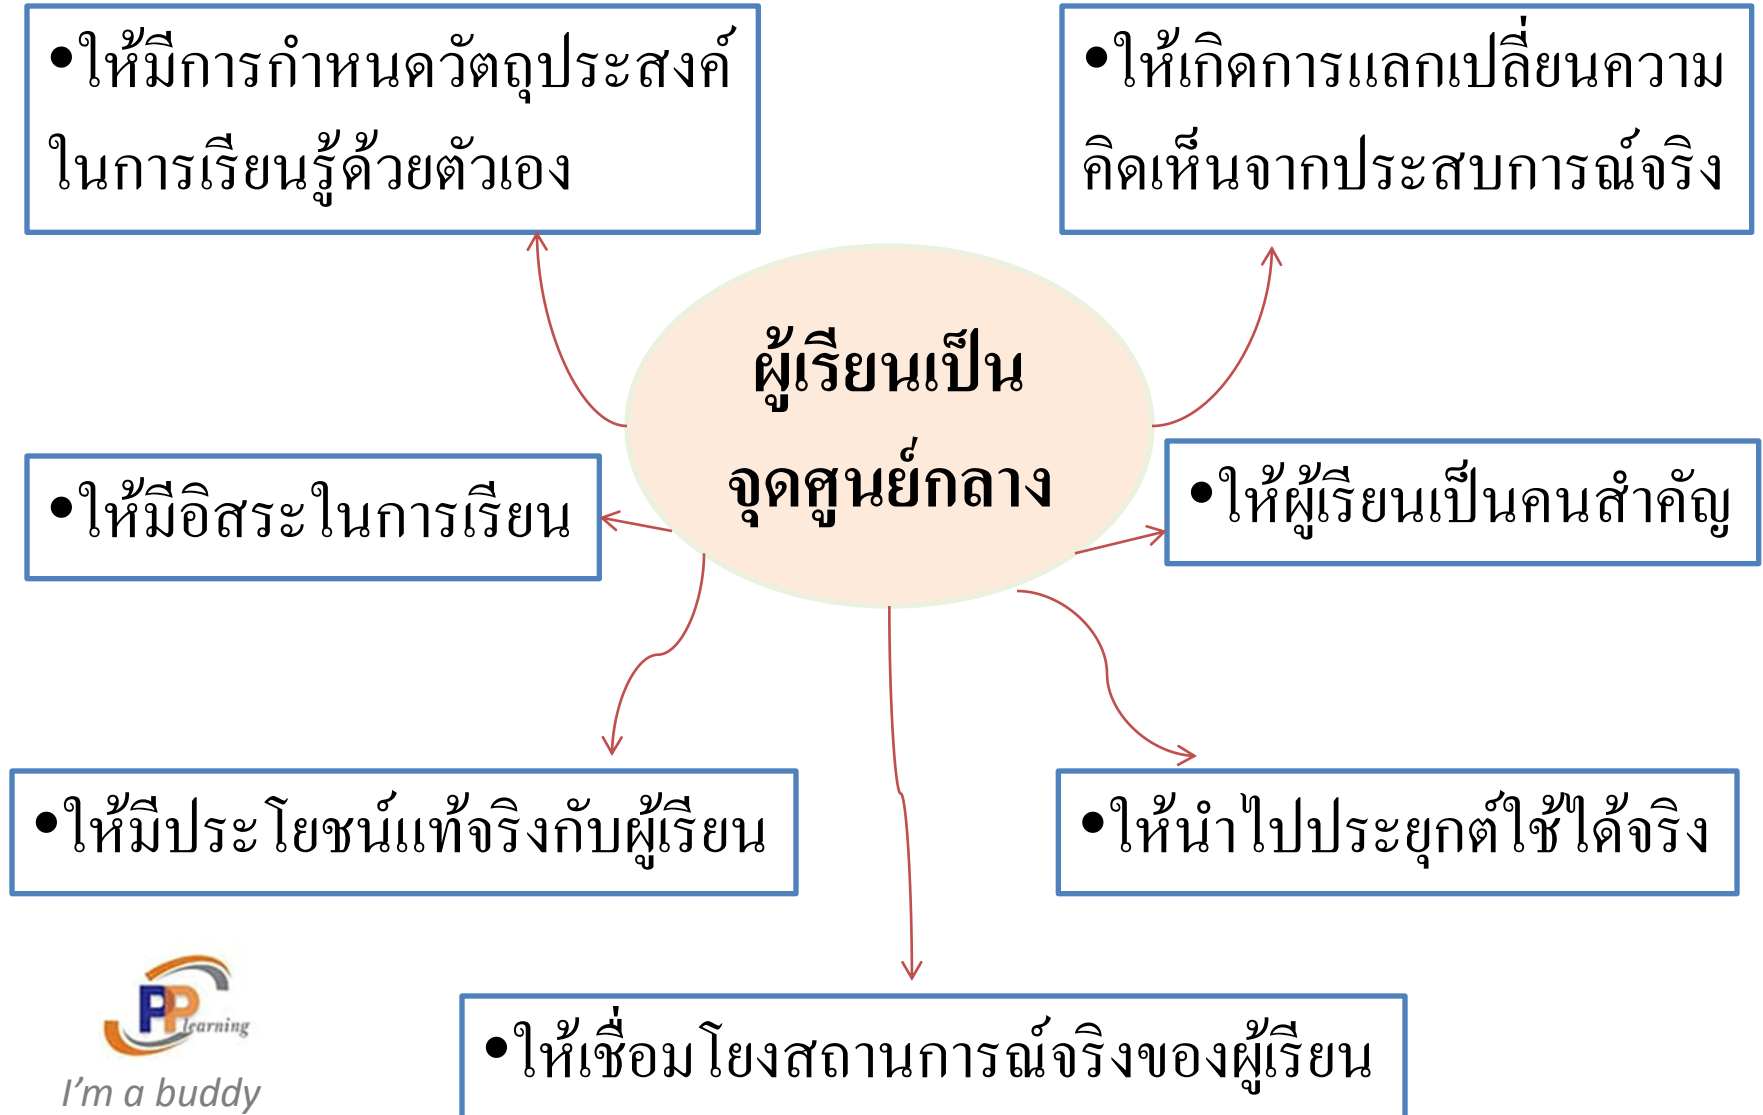 •ให้มีการกำหนดวัตถุประสงค์
ในการเรียนรู้ด้วยตัวเอง
•ให้เกิดการแลกเปลี่ยนความ
คิดเห็นจากประสบการณ์จริง
ผู้เรียนเป็น
จุดศูนย์กลาง
•ให้มีอิสระในการเรียน
•ให้ผู้เรียนเป็นคนสำคัญ
•ให้มีประโยชน์แท้จริงกับผู้เรียน
•ให้นำไปประยุกต์ใช้ได้จริง
•ให้เชื่อมโยงสถานการณ์จริงของผู้เรียน
PP learning
I'm a buddy